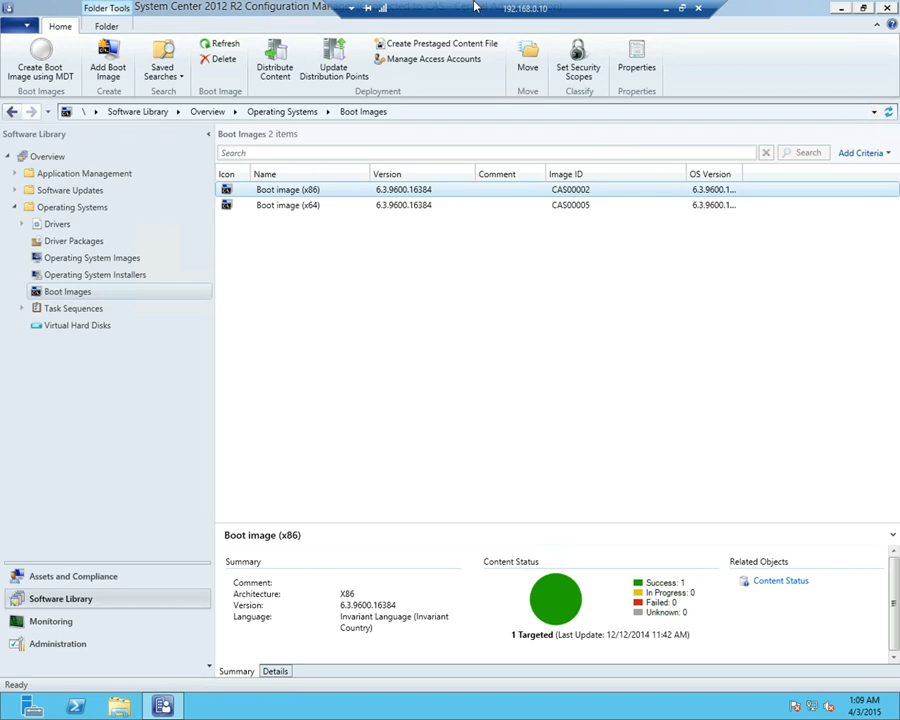 Folder Tools
System Center 2012 R2 Configuration Mana
192.168.0.10
Home
Folder
Create Boot Image using MDT
Boot Images
Add Boot Image
Create
Saved Searches
Search
Refresh
Delete
Boot Image
Distribute Content
Update Distribution Points
Create Prestaged Content File
Manage Access Accounts
Deployment
Move
Move
Set Security Scopes
Classify
Properties
Properties
\ Software Library Overview Operating Systems Boot Images
Software Library
Overview
Application Management
Software Updates
Operating Systems
Drivers
Driver Packages
Operating System Images
Operating System Installers
Boot Images
Task Sequences
Virtual Hard Disks
Assets and Compliance
Software Library
Monitoring
Administration
Boot Images 2 items
Search
Search
Add Criteria
Icon Name Version Comment Image ID OS Version
Boot image (x86) 6.3.9600.16384 CAS00002 6.3.9600.1...
Boot image (x64) 6.3.9600.16384 CAS00005 6.3.9600.1...
Boot image (x86)
Summary
Comment:
Architecture: X86
Version: 6.3.9600.16384
Language: Invariant Language (Invariant Country)
Content Status
Success: 1
In Progress: 0
Failed: 0
Unknown: 0
1 Targeted (Last Update: 12/12/2014 11:42 AM)
Related Objects
Content Status
Summary Details
Ready
1:09 AM
4/3/2015